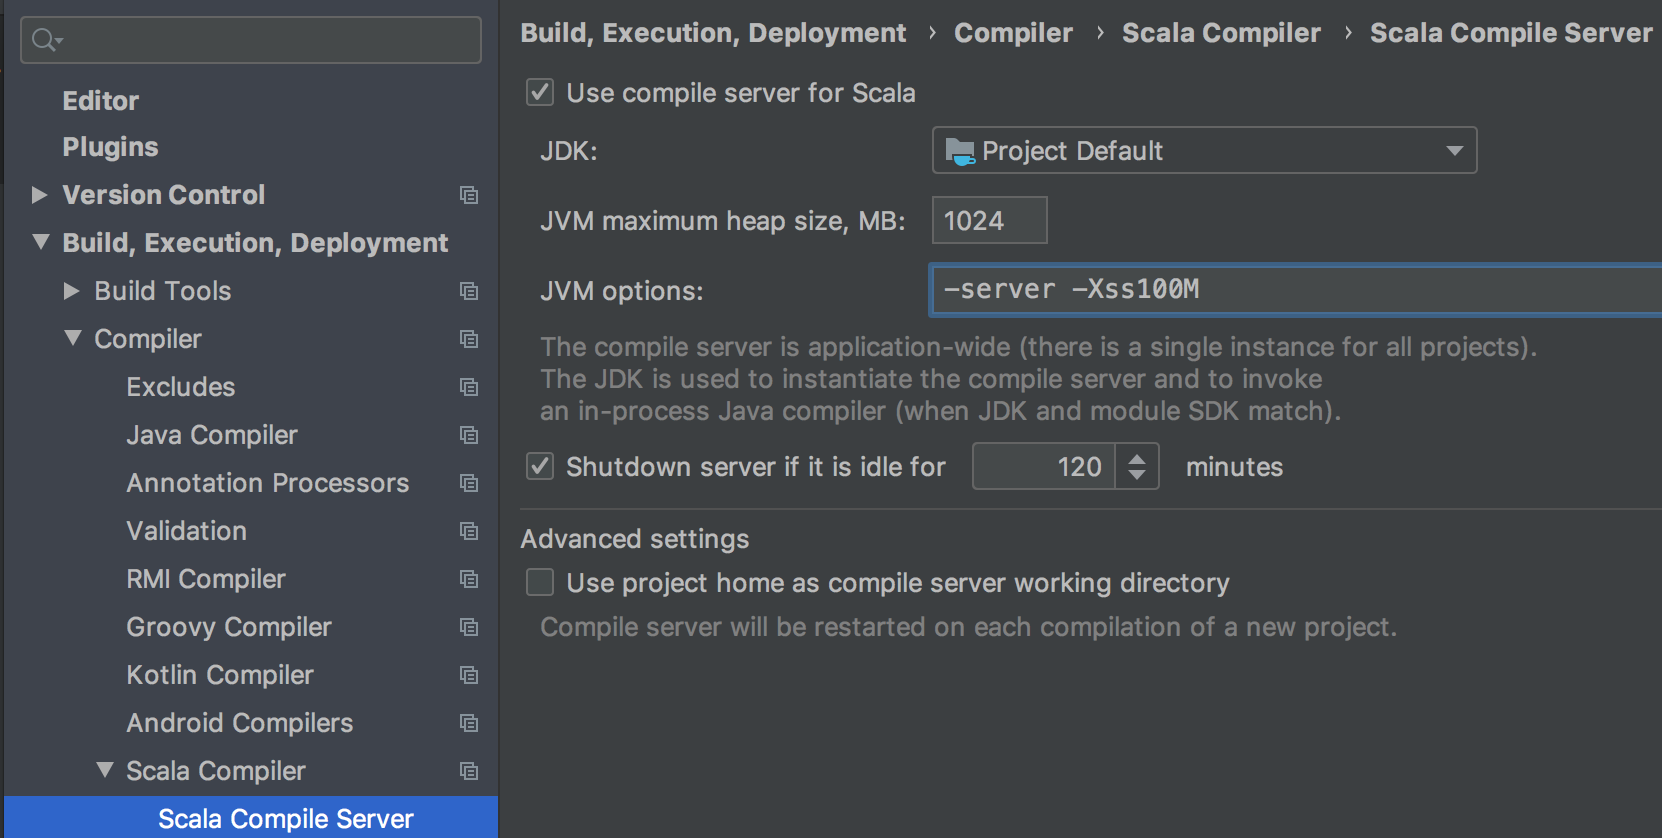 Editor
Plugins
Version Control
Build, Execution, Deployment
Build Tools
Compiler
Excludes
Java Compiler
Annotation Processors
Validation
RMI Compiler
Groovy Compiler
Kotlin Compiler
Android Compilers
Scala Compiler
Scala Compile Server
Build, Execution, Deployment › Compiler › Scala Compiler › Scala Compile Server
Use compile server for Scala
JDK: Project Default
JVM maximum heap size, MB: 1024
JVM options: -server -Xss100M
The compile server is application-wide (there is a single instance for all projects).
The JDK is used to instantiate the compile server and to invoke
an in-process Java compiler (when JDK and module SDK match).
Shutdown server if it is idle for 120 minutes
Advanced settings
Use project home as compile server working directory
Compile server will be restarted on each compilation of a new project.